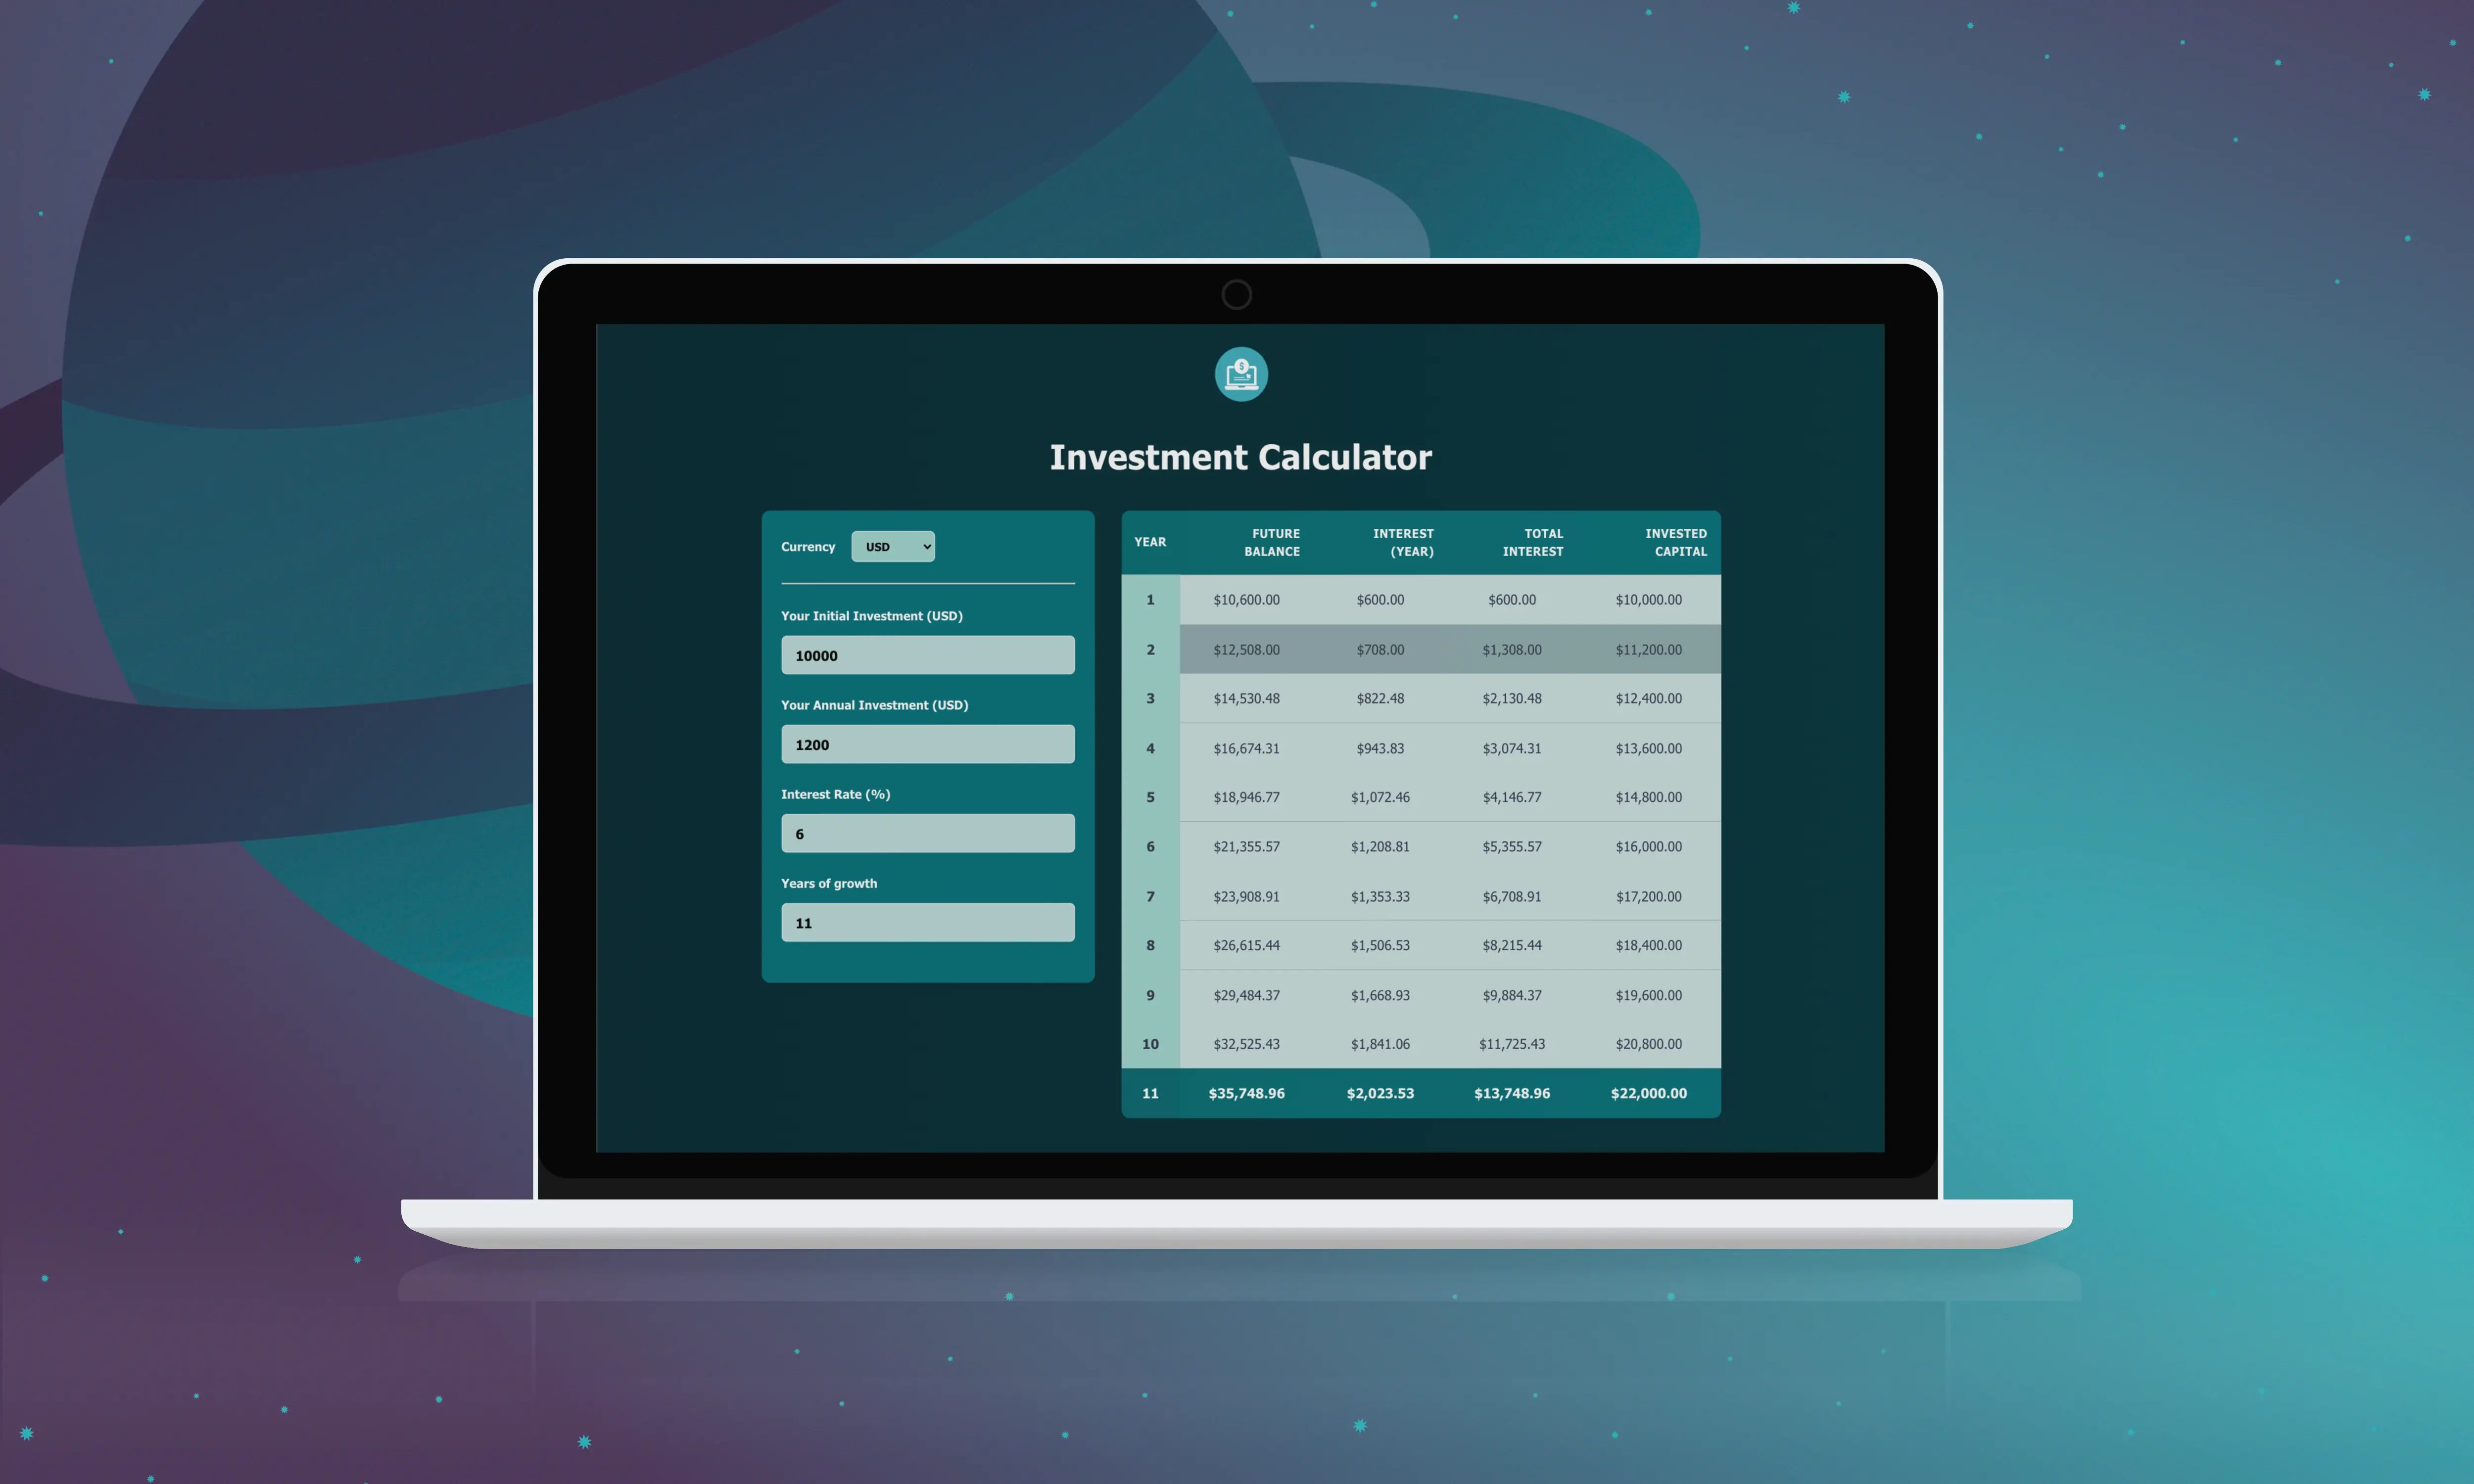 $
Investment Calculator
Currency USD
Your Initial Investment (USD)
10000
Your Annual Investment (USD)
1200
Interest Rate (%)
6
Years of growth
11
YEAR FUTURE BALANCE INTEREST (YEAR) TOTAL INTEREST INVESTED CAPITAL
1 $10,600.00 $600.00 $600.00 $10,000.00
2 $12,508.00 $708.00 $1,308.00 $11,200.00
3 $14,530.48 $822.48 $2,130.48 $12,400.00
4 $16,674.31 $943.83 $3,074.31 $13,600.00
5 $18,946.77 $1,072.46 $4,146.77 $14,800.00
6 $21,355.57 $1,208.81 $5,355.57 $16,000.00
7 $23,908.91 $1,353.33 $6,708.91 $17,200.00
8 $26,615.44 $1,506.53 $8,215.44 $18,400.00
9 $29,484.37 $1,668.93 $9,884.37 $19,600.00
10 $32,525.43 $1,841.06 $11,725.43 $20,800.00
11 $35,748.96 $2,023.53 $13,748.96 $22,000.00